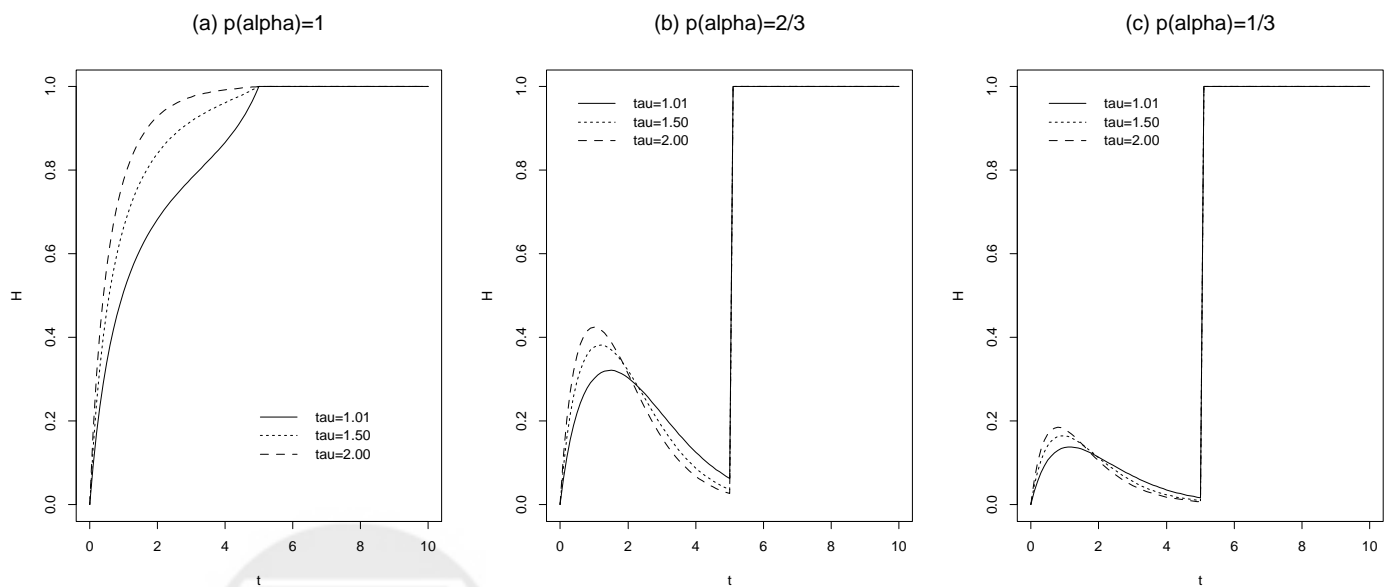 (a) p(alpha)=1
H
0.0 0.2 0.4 0.6 0.8 1.0
tau=1.01
tau=1.50
tau=2.00
0 2 4 6 8 10
t
(b) p(alpha)=2/3
H
0.0 0.2 0.4 0.6 0.8 1.0
tau=1.01
tau=1.50
tau=2.00
0 2 4 6 8 10
t
(c) p(alpha)=1/3
H
0.0 0.2 0.4 0.6 0.8 1.0
tau=1.01
tau=1.50
tau=2.00
0 2 4 6 8 10
t